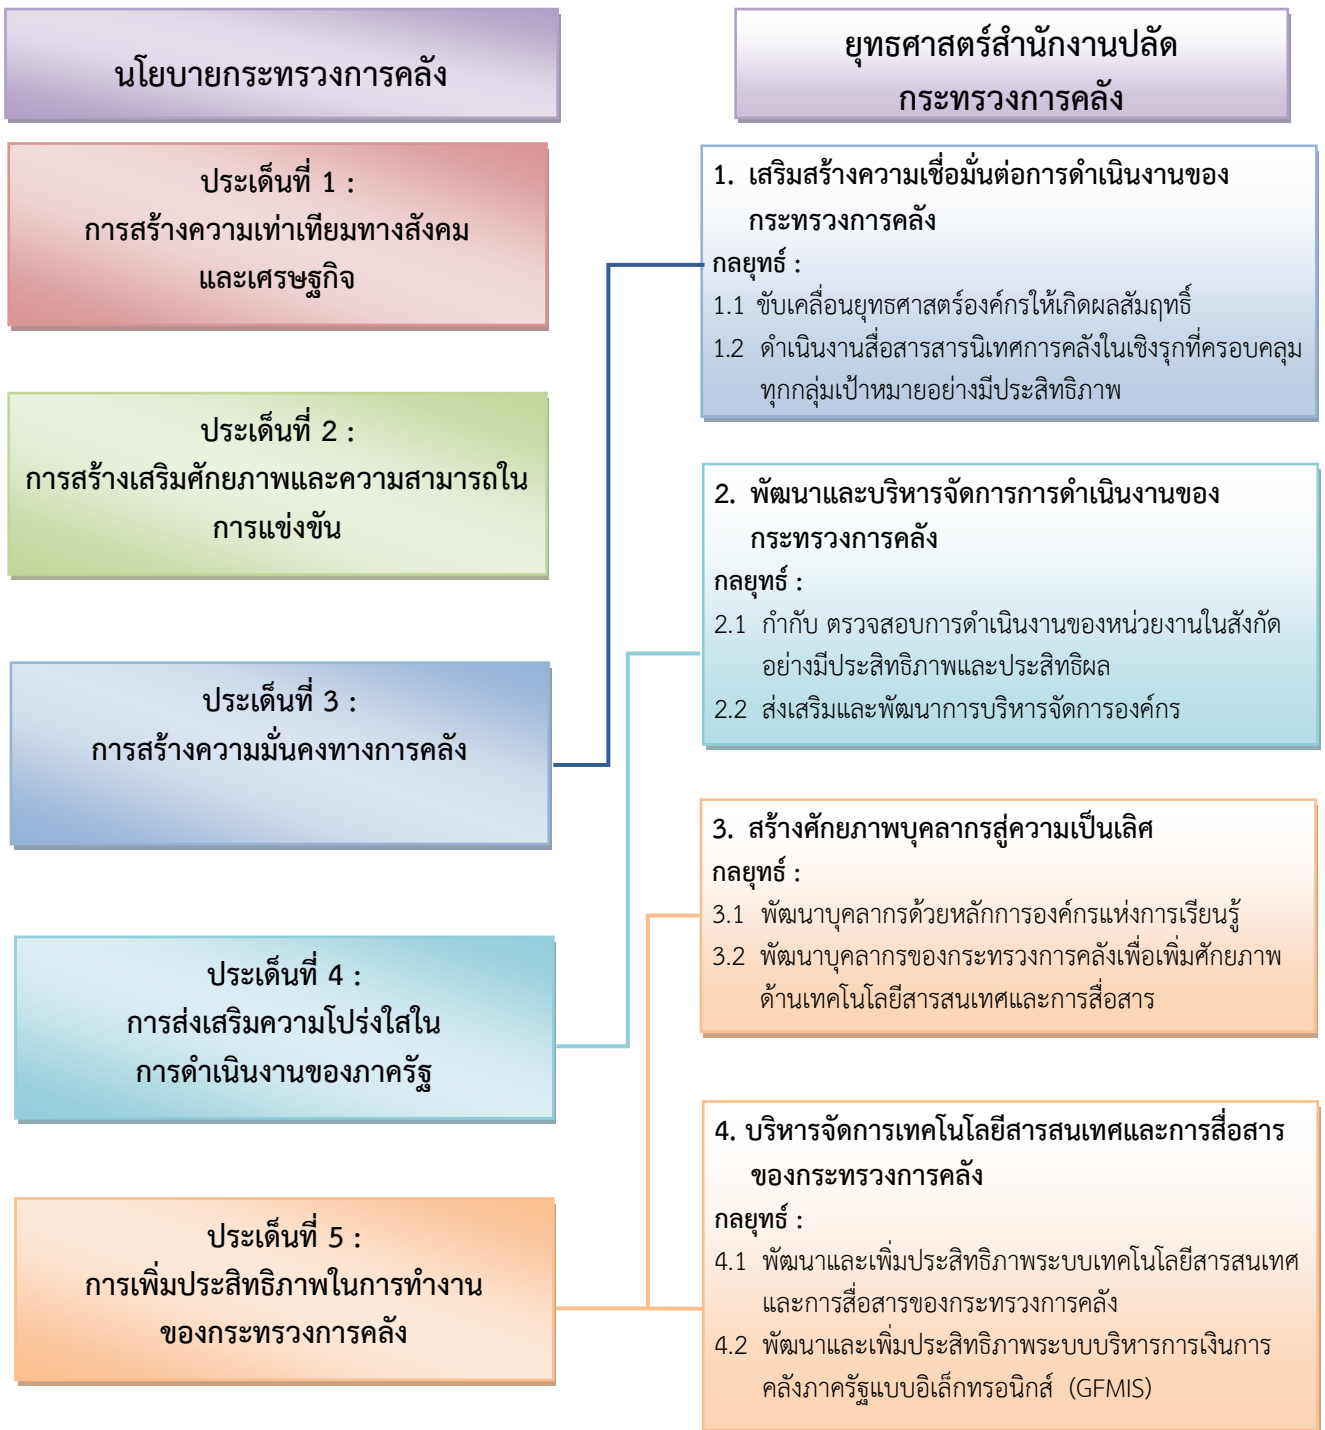 นโยบายกระทรวงการคลัง
ประเด็นที่ 1 :
การสร้างความเท่าเทียมทางสังคม
และเศรษฐกิจ
ประเด็นที่ 2 :
การสร้างเสริมศักยภาพและความสามารถใน
การแข่งขัน
ประเด็นที่ 3 :
การสร้างความมั่นคงทางการคลัง
ประเด็นที่ 4 :
การส่งเสริมความโปร่งใสใน
การดำเนินงานของภาครัฐ
ประเด็นที่ 5 :
การเพิ่มประสิทธิภาพในการทำงาน
ของกระทรวงการคลัง
ยุทธศาสตร์สำนักงานปลัด
กระทรวงการคลัง
1. เสริมสร้างความเชื่อมั่นต่อการดำเนินงานของ
กระทรวงการคลัง
กลยุทธ์ :
1.1 ขับเคลื่อนยุทธศาสตร์องค์กรให้เกิดผลสัมฤทธิ์
1.2 ดำเนินงานสื่อสารสารนิเทศการคลังในเชิงรุกที่ครอบคลุม
ทุกกลุ่มเป้าหมายอย่างมีประสิทธิภาพ
2. พัฒนาและบริหารจัดการการดำเนินงานของ
กระทรวงการคลัง
กลยุทธ์ :
2.1 กำกับ ตรวจสอบการดำเนินงานของหน่วยงานในสังกัด
อย่างมีประสิทธิภาพและประสิทธิผล
2.2 ส่งเสริมและพัฒนาการบริหารจัดการองค์กร
3. สร้างศักยภาพบุคลากรสู่ความเป็นเลิศ
กลยุทธ์ :
3.1 พัฒนาบุคลากรด้วยหลักการองค์กรแห่งการเรียนรู้
3.2 พัฒนาบุคลากรของกระทรวงการคลังเพื่อเพิ่มศักยภาพ
ด้านเทคโนโลยีสารสนเทศและการสื่อสาร
4. บริหารจัดการเทคโนโลยีสารสนเทศและการสื่อสาร
ของกระทรวงการคลัง
กลยุทธ์ :
4.1 พัฒนาและเพิ่มประสิทธิภาพระบบเทคโนโลยีสารสนเทศ
และการสื่อสารของกระทรวงการคลัง
4.2 พัฒนาและเพิ่มประสิทธิภาพระบบบริหารการเงินการ
คลังภาครัฐแบบอิเล็กทรอนิกส์ (GFMIS)